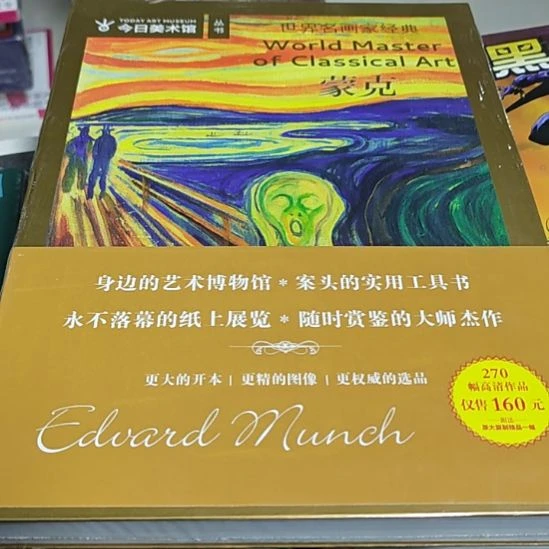 TODAY ART MUSEUM
今日美术馆
丛书
世界名画家经典
World Master
of Classical Art
蒙克
黑
身边的艺术博物馆 * 案头的实用工具书
永不落幕的纸上展览 * 随时赏鉴的大师杰作
更大的开本 | 更精的图像 | 更权威的选品
270
幅高清作品
仅售 160 元
Edvard Munch